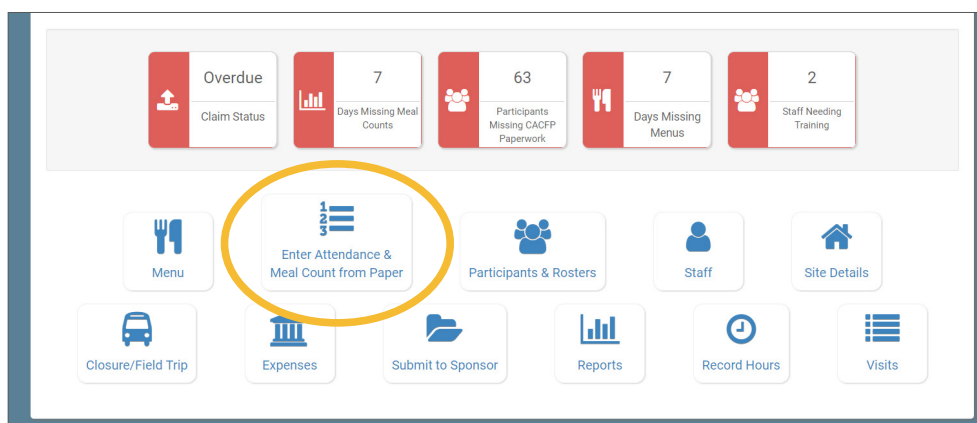 Overdue
Claim Status
7
Days Missing Meal
Counts
63
Participants
Missing CACFP
Paperwork
7
Days Missing
Menus
2
Staff Needing
Training
Menu
1
2
3
Enter Attendance &
Meal Count from Paper
Participants & Rosters
Staff
Site Details
Closure/Field Trip
Expenses
Submit to Sponsor
Reports
Record Hours
Visits